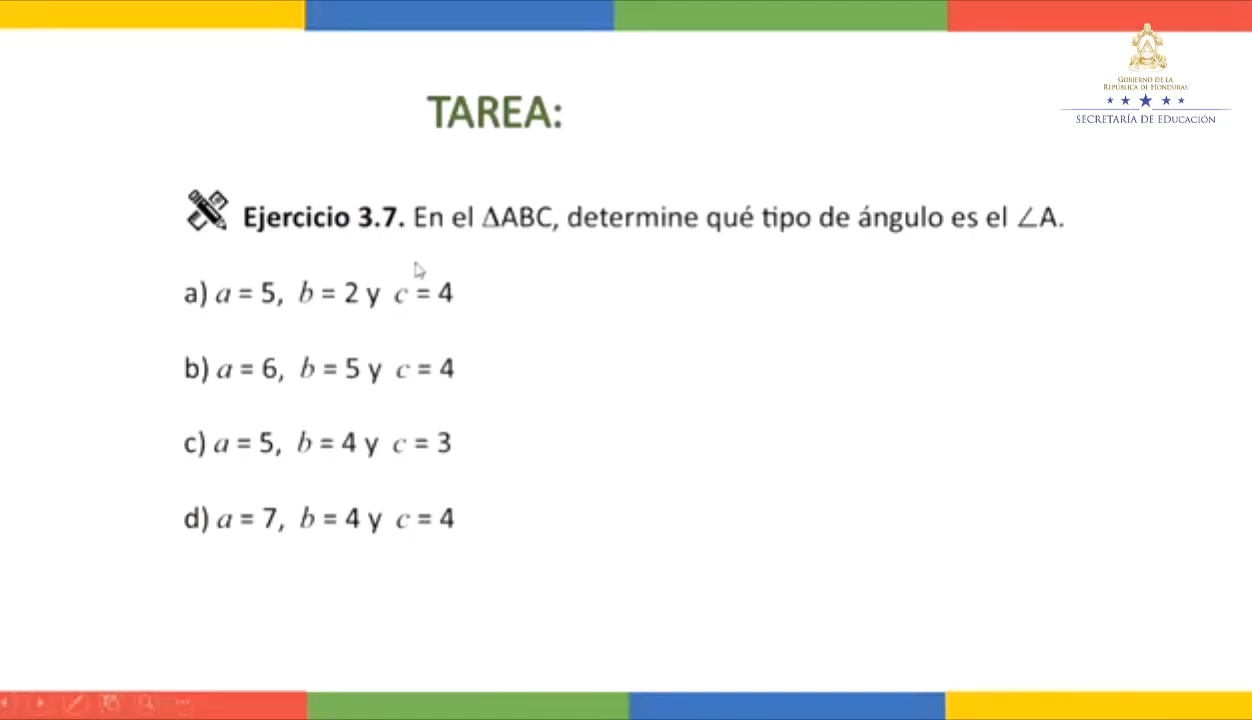 GOBIERNO DE LA
REPÚBLICA DE HONDURAS
SECRETARÍA DE EDUCACIÓN
TAREA:
Ejercicio 3.7. En el ΔABC, determine qué tipo de ángulo es el ∠A.
a) a = 5, b = 2 y c = 4
b) a = 6, b = 5 y c = 4
c) a = 5, b = 4 y c = 3
d) a = 7, b = 4 y c = 4